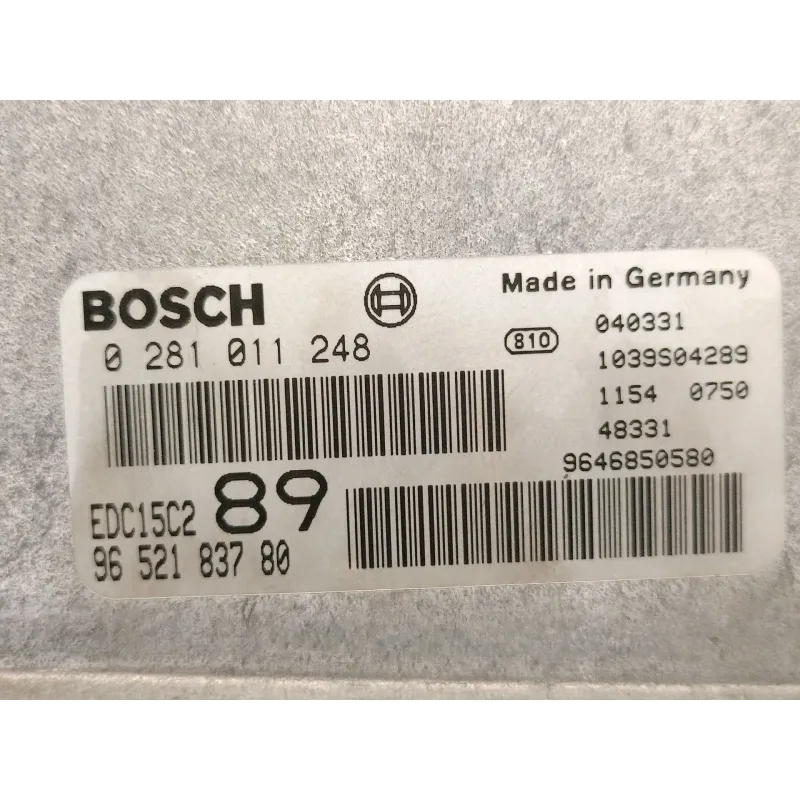 BOSCH
Made in Germany
0 281 011 248
810
040331
1039S04289
1154 0750
48331
9646850580
EDC15C2 89
96 521 837 80